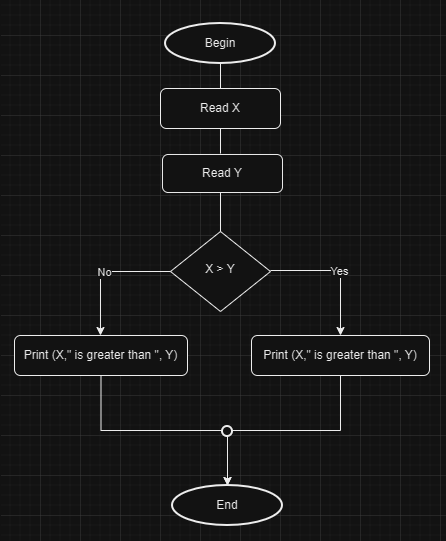 Begin
Read X
Read Y
X > Y
No
Yes
Print (X," is greater than ", Y)
Print (X," is greater than ", Y)
End